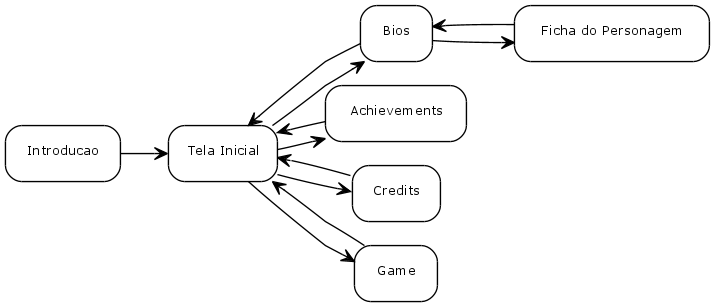 Bios
Ficha do Personagem
Achievements
Introducao
Tela Inicial
Credits
Game